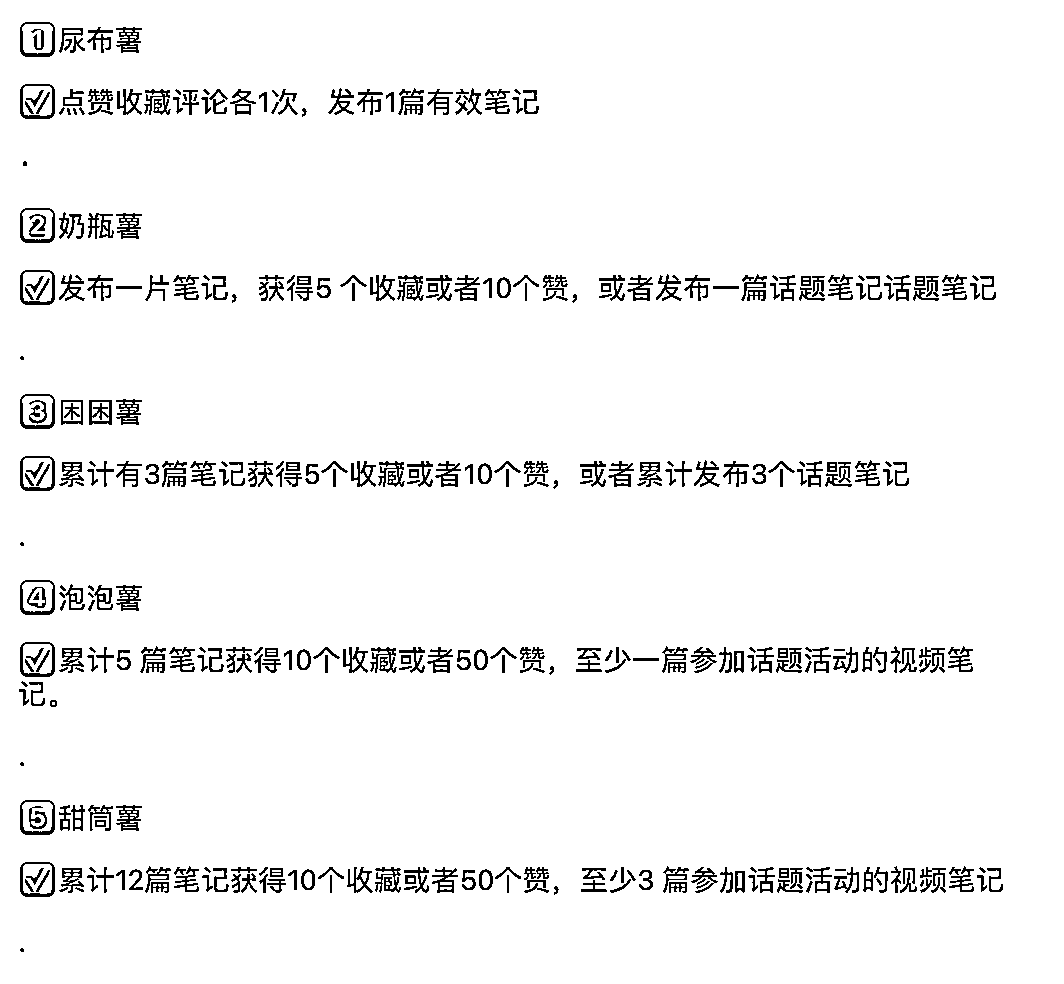 1️⃣尿布薯
✅点赞收藏评论各1次，发布1篇有效笔记
.
2️⃣奶瓶薯
✅发布一片笔记，获得5 个收藏或者10个赞，或者发布一篇话题笔记话题笔记
.
3️⃣困困薯
✅累计有3篇笔记获得5个收藏或者10个赞，或者累计发布3个话题笔记
.
4️⃣泡泡薯
✅累计5 篇笔记获得10个收藏或者50个赞，至少一篇参加话题活动的视频笔
记。
.
5️⃣甜筒薯
✅累计12篇笔记获得10个收藏或者50个赞，至少3 篇参加话题活动的视频笔记
.